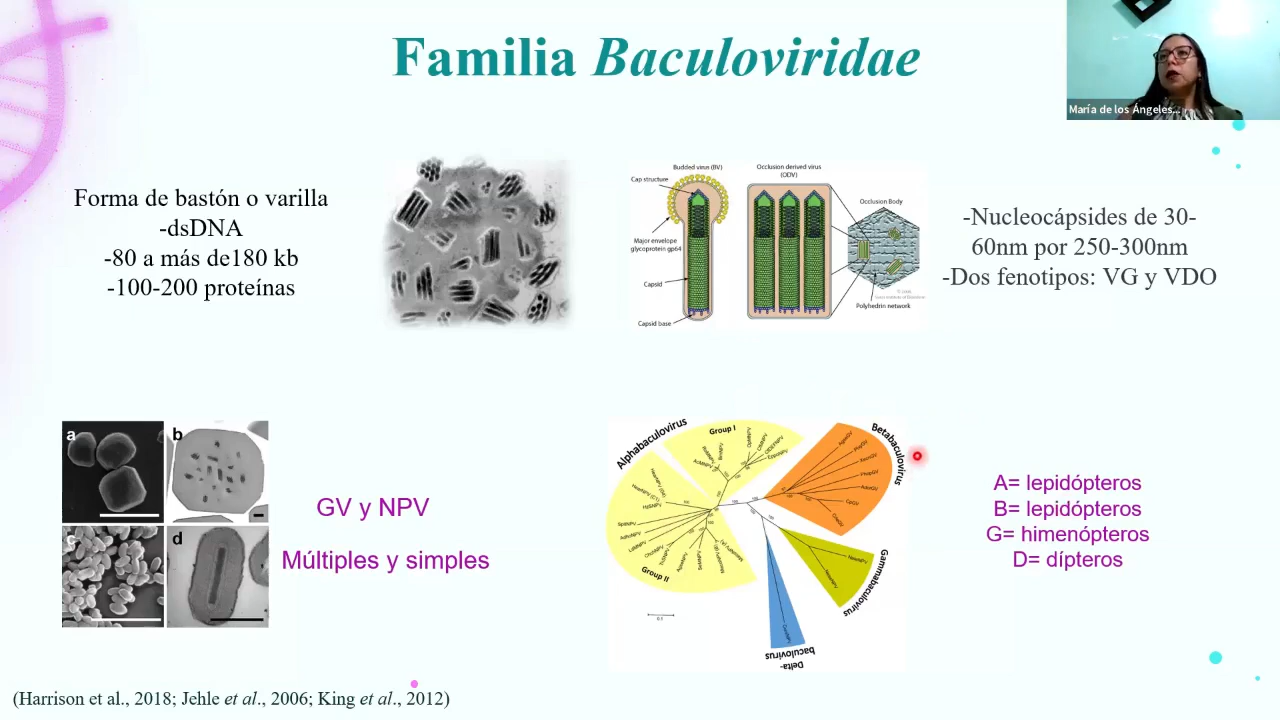 Familia Baculoviridae
María de los Ángeles...
Forma de bastón o varilla
-dsDNA
-80 a más de180 kb
-100-200 proteínas
Budded virus (BV)
Cap structure
Major envelope
glycoprotein gp64
Capsid
Capsid base
Occlusion derived virus
(ODV)
Occlusion Body
Polyhedrin network
-Nucleocápsides de 30-
60nm por 250-300nm
-Dos fenotipos: VG y VDO
a
b
c
d
GV y NPV
Múltiples y simples
Alphabaculovirus
Group I
Group II
Betabaculovirus
Gammabaculovirus
Delta-
baculovirus
A= lepidópteros
B= lepidópteros
G= himenópteros
D= dípteros
(Harrison et al., 2018; Jehle et al., 2006; King et al., 2012)